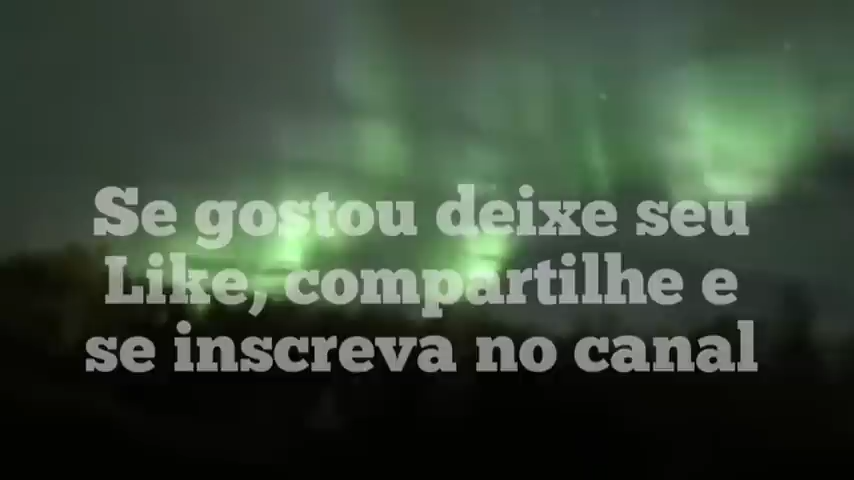 Se gostou deixe seu
Like, compartilhe e
se inscreva no canal